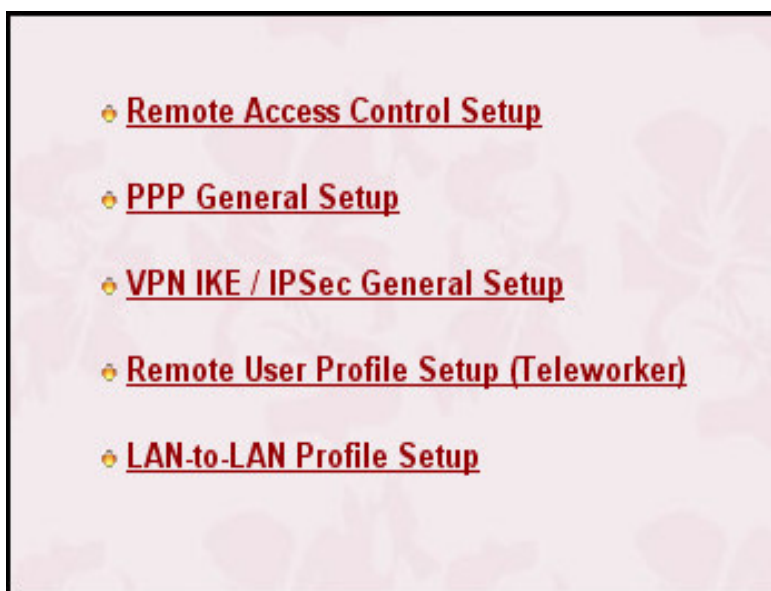 Remote Access Control Setup
PPP General Setup
VPN IKE / IPSec General Setup
Remote User Profile Setup (Teleworker)
LAN-to-LAN Profile Setup